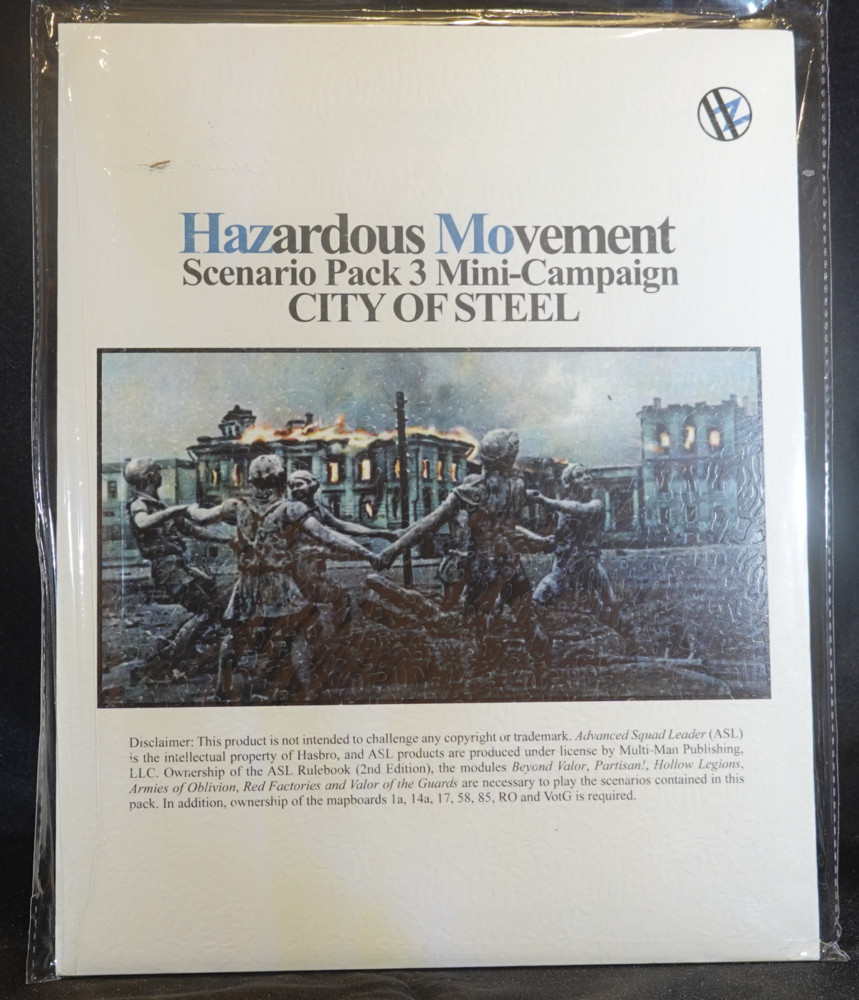 Hazardous Movement
Scenario Pack 3 Mini-Campaign
CITY OF STEEL
Disclaimer: This product is not intended to challenge any copyright or trademark. Advanced Squad Leader (ASL)
is the intellectual property of Hasbro, and ASL products are produced under license by Multi-Man Publishing,
LLC. Ownership of the ASL Rulebook (2nd Edition), the modules Beyond Valor, Partisan!, Hollow Legions,
Armies of Oblivion, Red Factories and Valor of the Guards are necessary to play the scenarios contained in this
pack. In addition, ownership of the mapboards 1a, 14a, 17, 58, 85, RO and VotG is required.